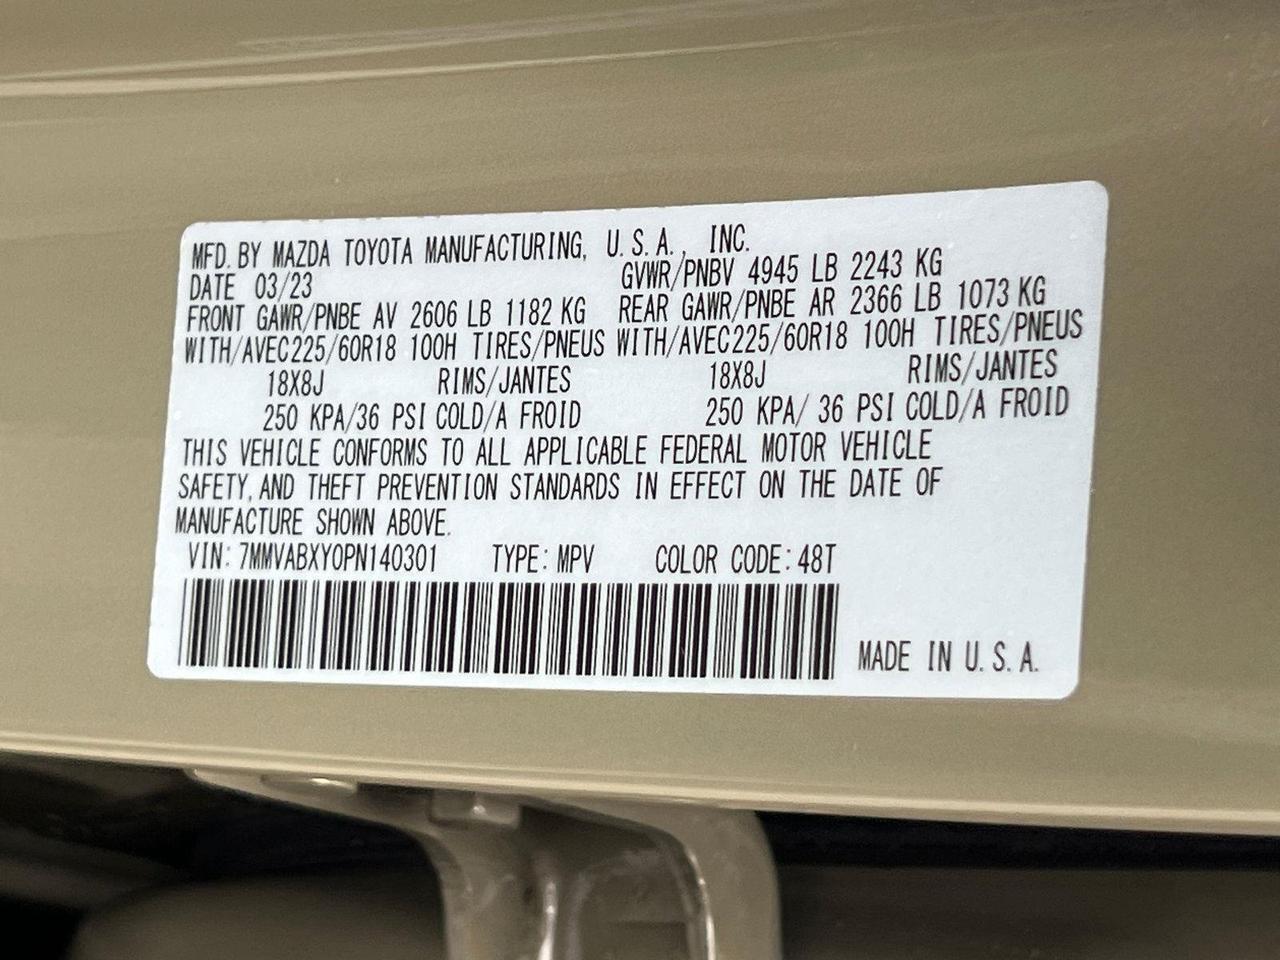 MFD. BY MAZDA TOYOTA MANUFACTURING, U.S.A., INC.
DATE 03/23 GVWR/PNBV 4945 LB 2243 KG
FRONT GAWR/PNBE AV 2606 LB 1182 KG REAR GAWR/PNBE AR 2366 LB 1073 KG
WITH/AVEC225/60R18 100H TIRES/PNEUS WITH/AVEC225/60R18 100H TIRES/PNEUS
18X8J RIMS/JANTES 18X8J RIMS/JANTES
250 KPA/36 PSI COLD/A FROID 250 KPA/ 36 PSI COLD/A FROID
THIS VEHICLE CONFORMS TO ALL APPLICABLE FEDERAL MOTOR VEHICLE
SAFETY, AND THEFT PREVENTION STANDARDS IN EFFECT ON THE DATE OF
MANUFACTURE SHOWN ABOVE.
VIN: 7MMVABXY0PN140301 TYPE: MPV COLOR CODE: 48T
MADE IN U.S.A.